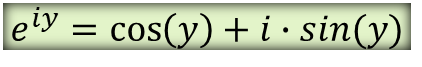 e^{iy} = cos(y) + i · sin(y)